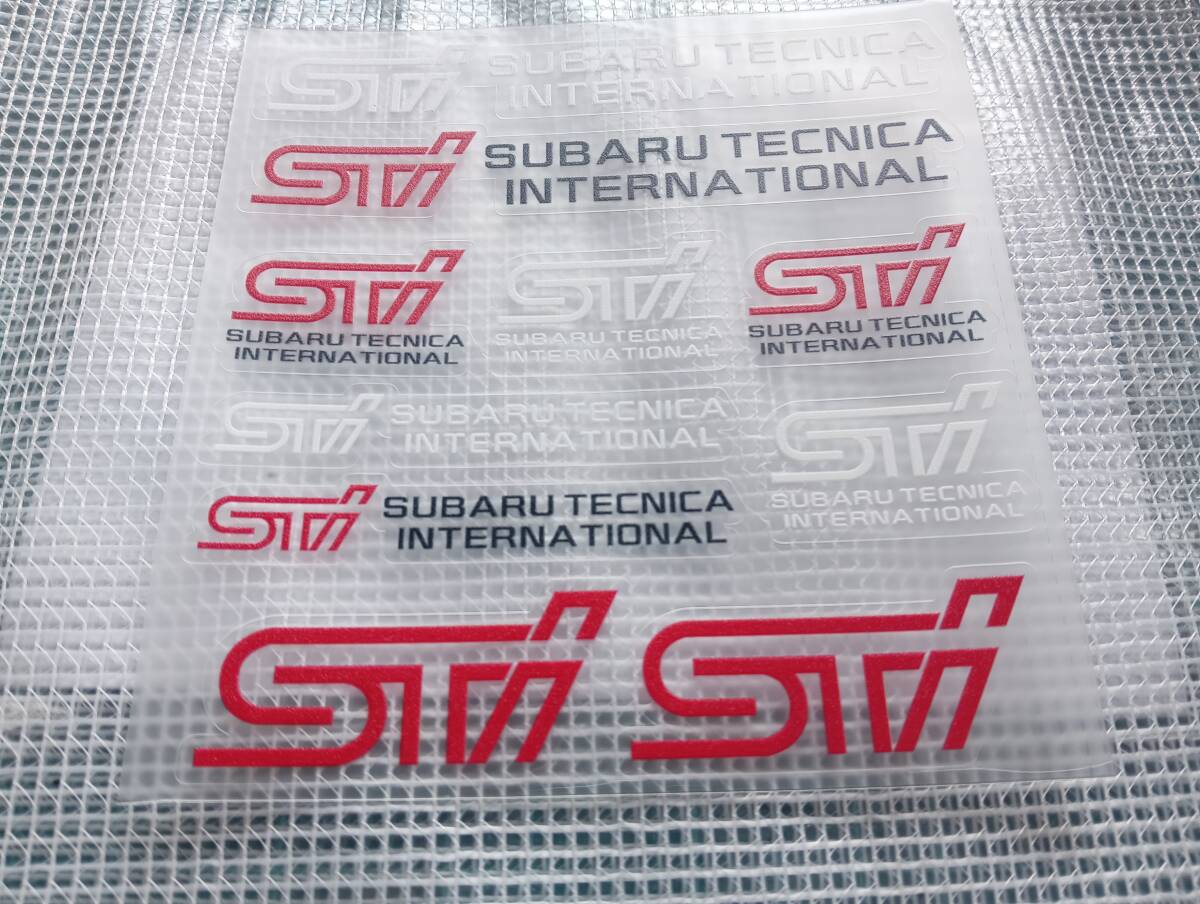 STI SUBARU TECNICA
INTERNATIONAL
STI SUBARU TECNICA
INTERNATIONAL
STI
SUBARU TECNICA
INTERNATIONAL
STI
SUBARU TECNICA
INTERNATIONAL
STI
SUBARU TECNICA
INTERNATIONAL
STI SUBARU TECNICA
INTERNATIONAL
STI
SUBARU TECNICA
INTERNATIONAL
STI SUBARU TECNICA
INTERNATIONAL
STI STI